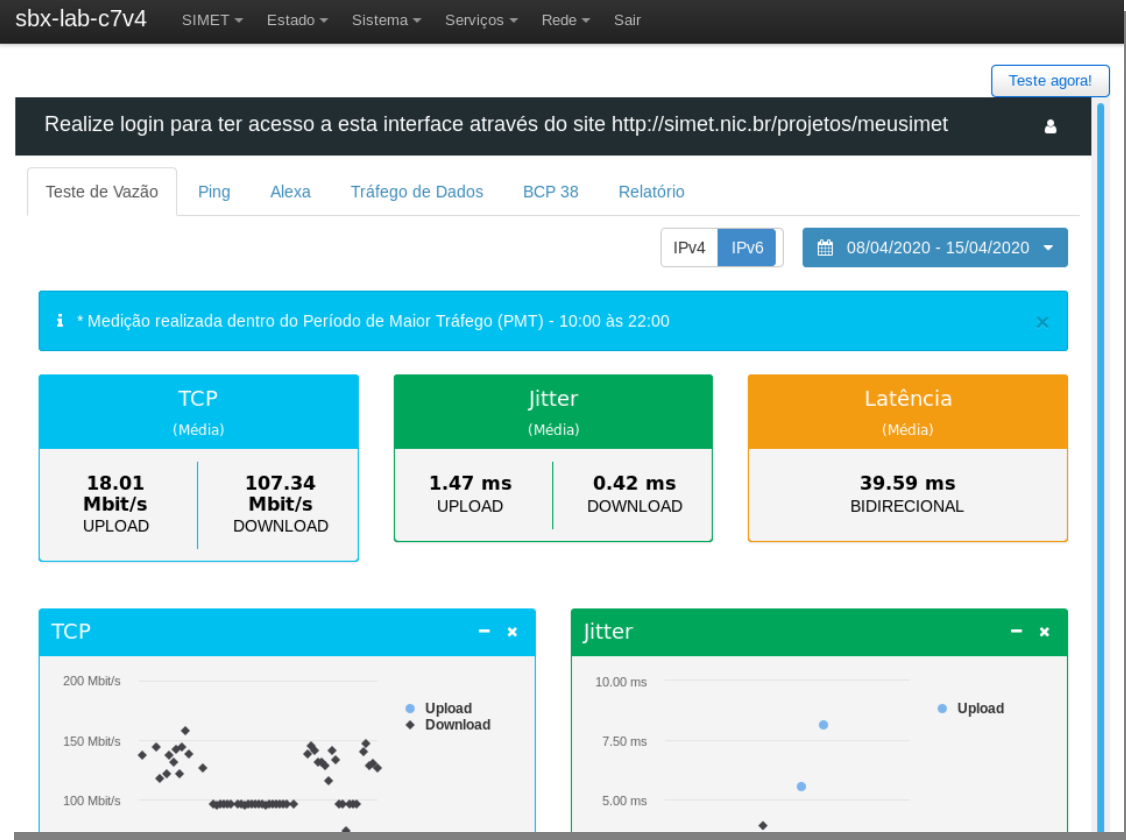 sbx-lab-c7v4 SIMET Estado Sistema Serviços Rede Sair
Teste agora!
Realize login para ter acesso a esta interface através do site http://simet.nic.br/projetos/meusimet
Teste de Vazão Ping Alexa Tráfego de Dados BCP 38 Relatório
IPv4 IPv6 08/04/2020 - 15/04/2020
* Medição realizada dentro do Período de Maior Tráfego (PMT) - 10:00 às 22:00
TCP
(Média)
18.01 Mbit/s
UPLOAD
107.34 Mbit/s
DOWNLOAD
Jitter
(Média)
1.47 ms
UPLOAD
0.42 ms
DOWNLOAD
Latência
(Média)
39.59 ms
BIDIRECIONAL
TCP
200 Mbit/s
150 Mbit/s
100 Mbit/s
Upload
Download
Jitter
10.00 ms
7.50 ms
5.00 ms
Upload